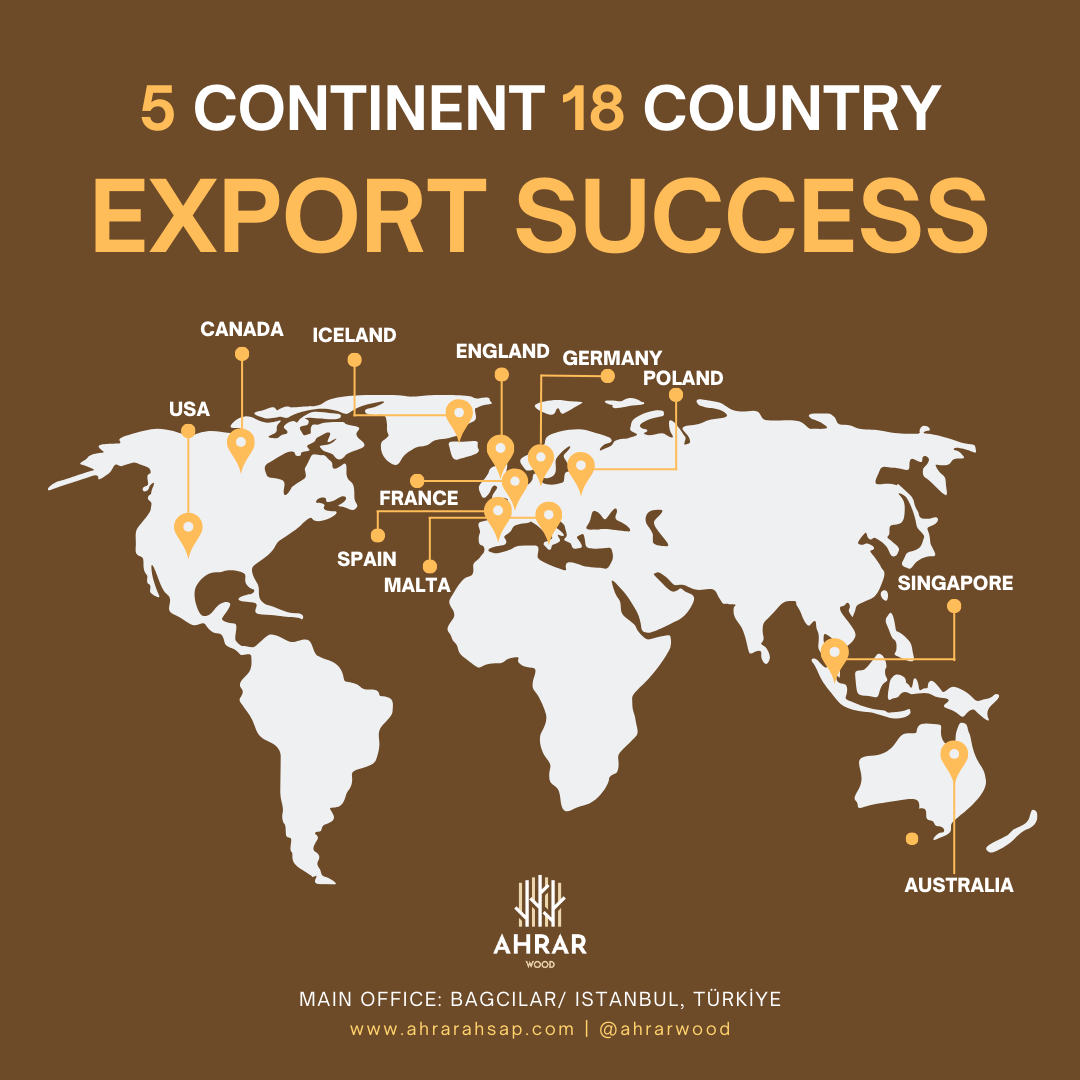 5 CONTINENT 18 COUNTRY
EXPORT SUCCESS
CANADA
ICELAND
ENGLAND
GERMANY
POLAND
USA
FRANCE
SPAIN
MALTA
SINGAPORE
AUSTRALIA
AHRAR
WOOD
MAIN OFFICE: BAGCILAR/ ISTANBUL, TÜRKİYE
www.ahrarahsap.com | @ahrarwood